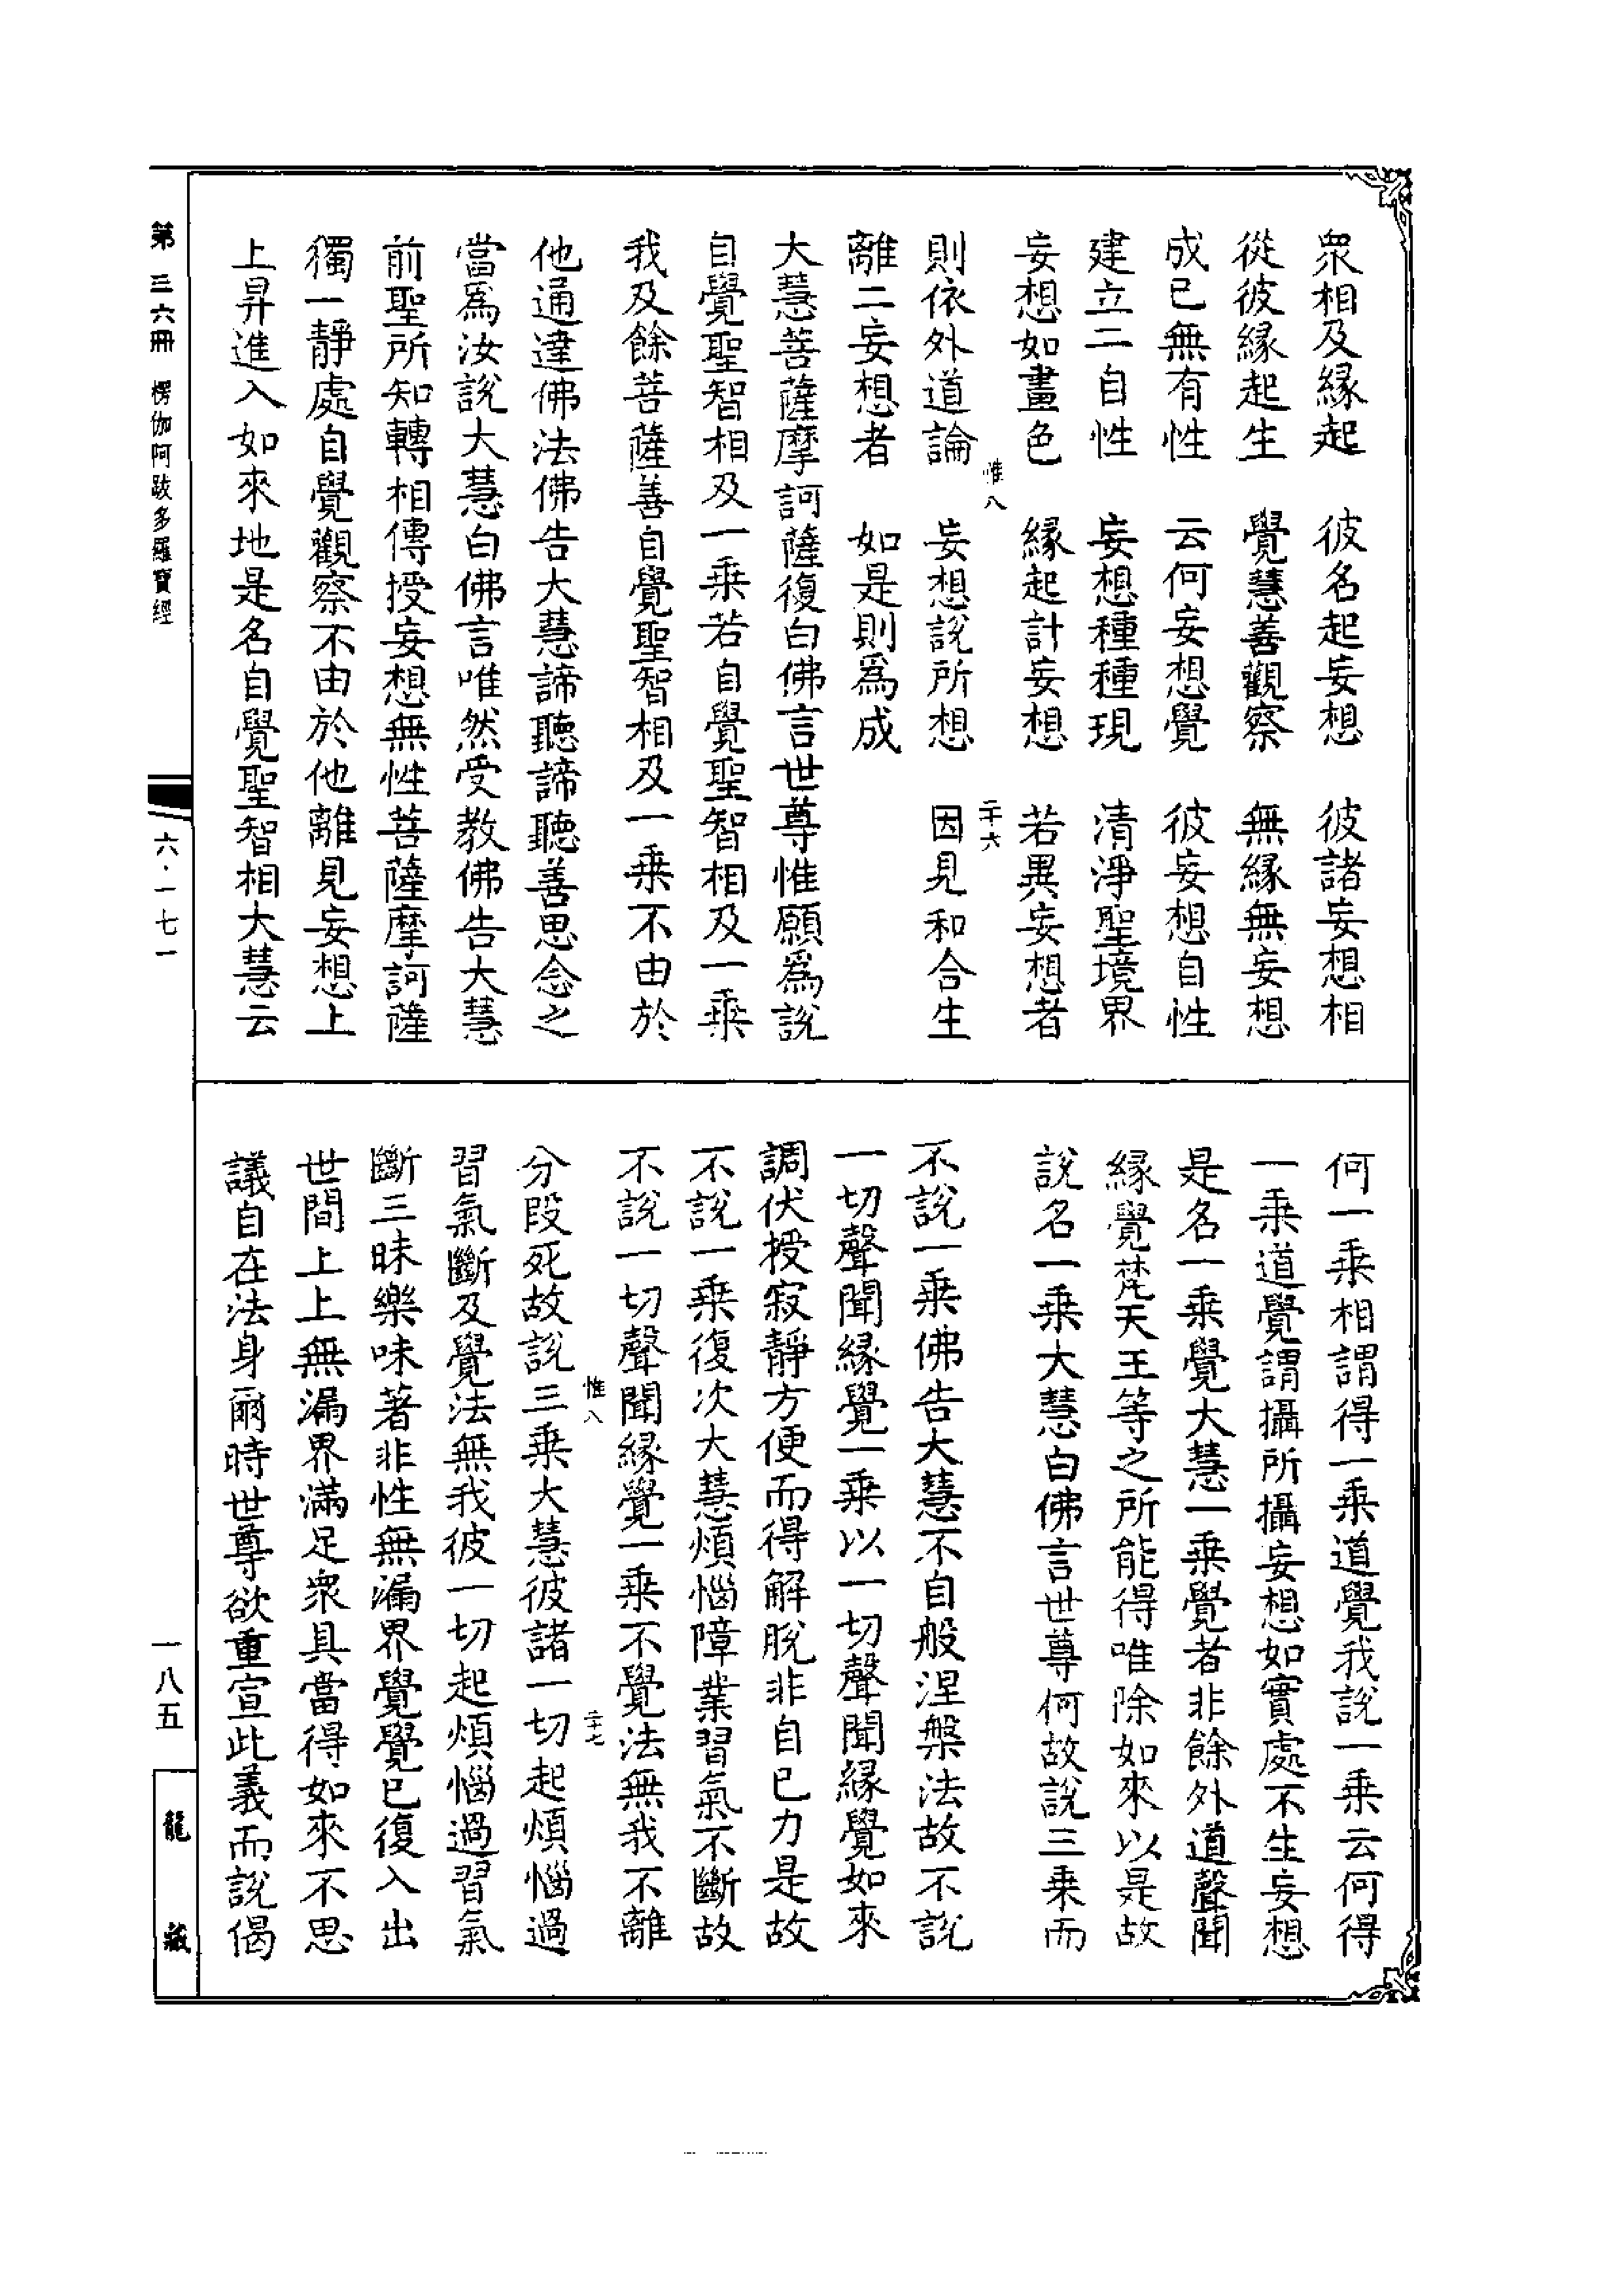 衆相及緣起　彼名起妄想　彼諸妄想相
從彼緣起生　覺慧善觀察　無緣無妄想
成已無有性　云何妄想覺　彼妄想自性
建立二自性　妄想種種現　清淨聖境界
妄想如畫色　緣起計妄想　若異妄想者
惟八　二十六
則依外道論　妄想說所想　因見和合生
離二妄想者　如是則爲成
大慧菩薩摩訶薩復白佛言世尊惟願爲說
自覺聖智相及一乘若自覺聖智相及一乘
我及餘菩薩善自覺聖智相及一乘不由於
他通達佛法佛告大慧諦聽諦聽善思念之
當爲汝說大慧白佛言唯然受教佛告大慧
前聖所知轉相傳授妄想無性菩薩摩訶薩
獨一靜處自覺觀察不由於他離見妄想上
上昇進入如來地是名自覺聖智相大慧云
何一乘相謂得一乘道覺我說一乘云何得
一乘道覺謂攝所攝妄想如實處不生妄想
是名一乘覺大慧一乘覺者非餘外道聲聞
緣覺梵天王等之所能得唯除如來以是故
說名一乘大慧白佛言世尊何故說三乘而
不說一乘佛告大慧不自般涅槃法故不說
一切聲聞緣覺一乘以一切聲聞緣覺如來
調伏授寂靜方便而得解脫非自己力是故
不說一乘復次大慧煩惱障業習氣不斷故
不說一切聲聞緣覺一乘不覺法無我不離
惟八　二十七
分段死故說三乘大慧彼諸一切起煩惱過
習氣斷及覺法無我彼一切起煩惱過習氣
斷三昧樂味著非性無漏界覺覺已復入出
世間上上無漏界滿足衆具當得如來不思
議自在法身爾時世尊欲重宣此義而說偈
第三六冊　楞伽阿跋多羅寶經
六·一七一
一八五
龍藏